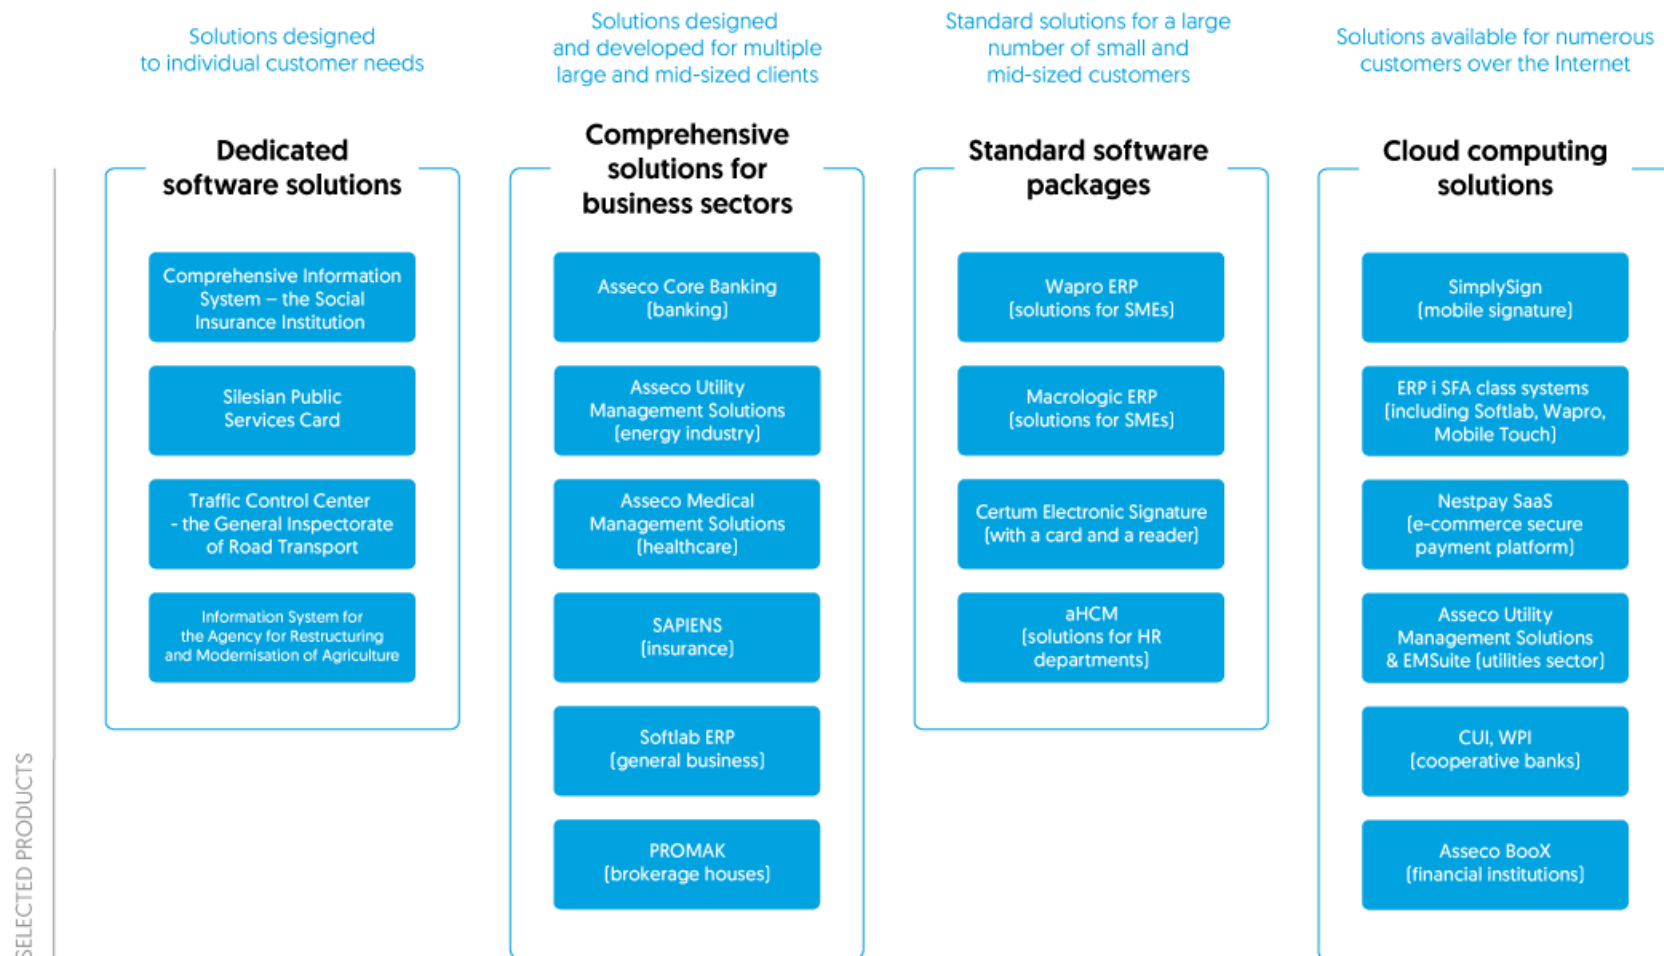 Solutions designed
to individual customer needs
Dedicated
software solutions
Comprehensive Information
System – the Social
Insurance Institution
Silesian Public
Services Card
Traffic Control Center
- the General Inspectorate
of Road Transport
Information System for
the Agency for Restructuring
and Modernisation of Agriculture
Solutions designed
and developed for multiple
large and mid-sized clients
Comprehensive
solutions for
business sectors
Asseco Core Banking
(banking)
Asseco Utility
Management Solutions
(energy industry)
Asseco Medical
Management Solutions
(healthcare)
SAPIENS
(insurance)
Softlab ERP
(general business)
PROMAK
(brokerage houses)
Standard solutions for a large
number of small and
mid-sized customers
Standard software
packages
Wapro ERP
(solutions for SMEs)
Macrologic ERP
(solutions for SMEs)
Certum Electronic Signature
(with a card and a reader)
aHCM
(solutions for HR
departments)
Solutions available for numerous
customers over the Internet
Cloud computing
solutions
SimplySign
(mobile signature)
ERP i SFA class systems
(including Softlab, Wapro,
Mobile Touch)
Nestpay SaaS
(e-commerce secure
payment platform)
Asseco Utility
Management Solutions
& EMSuite (utilities sector)
CUI, WPI
(cooperative banks)
Asseco BooX
(financial institutions)
SELECTED PRODUCTS